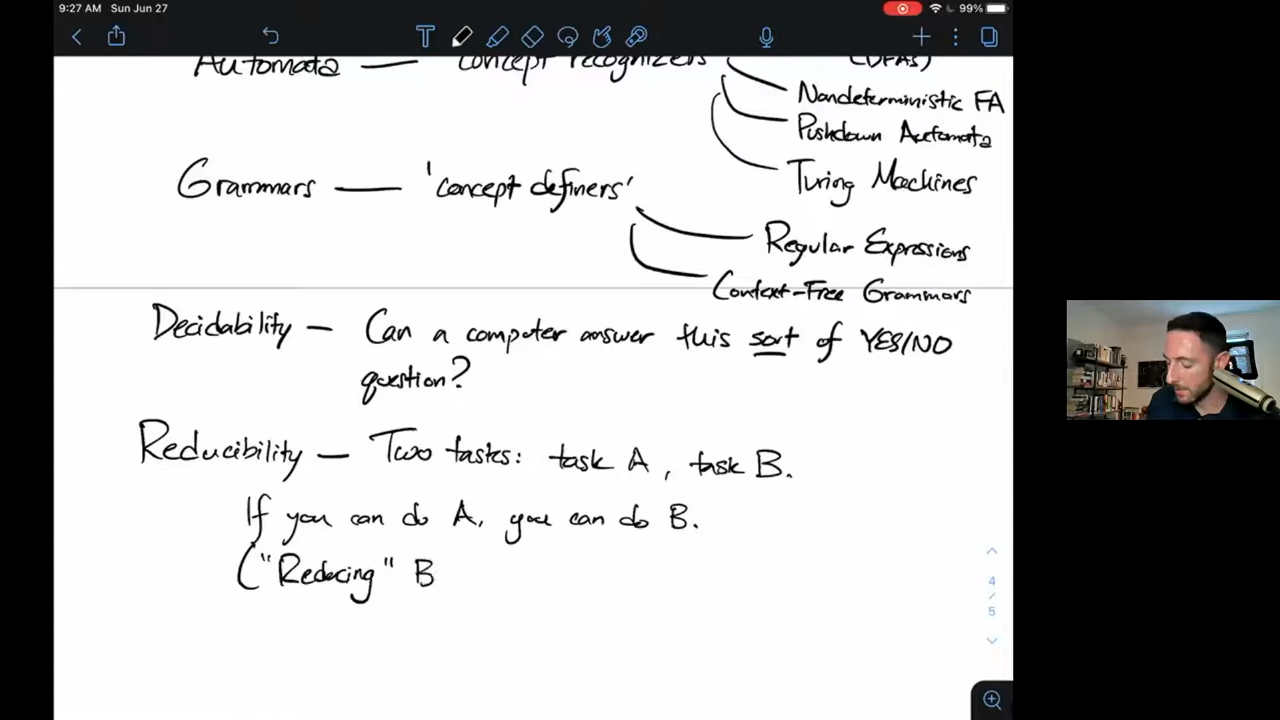 9:27 AM Sun Jun 27
99%
T
Automata — 'concept recognizers'
(DFAs)
Nondeterministic FA
Pushdown Automata
Turing Machines
Grammars — 'concept definers'
Regular Expressions
Context-Free Grammars
Decidability — Can a computer answer this sort of YES/NO
question?
Reducibility — Two tasks: task A, task B.
If you can do A, you can do B.
("Reducing" B
4
/
5